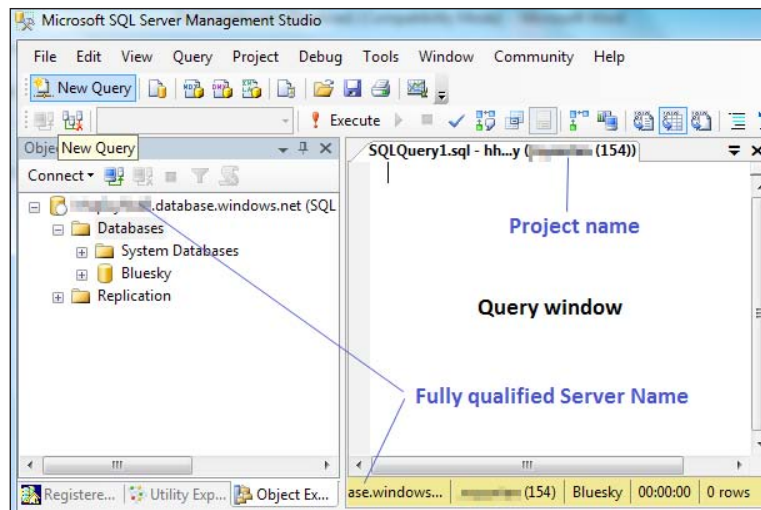 Microsoft SQL Server Management Studio
File Edit View Query Project Debug Tools Window Community Help
New Query
Execute
Obje
New Query
SQLQuery1.sql - hh...y ( (154))
Connect
.database.windows.net (SQL
Project name
Databases
System Databases
Bluesky
Query window
Replication
Fully qualified Server Name
Registere...
Utility Exp...
Object Ex...
ase.windows... (154) Bluesky 00:00:00 0 rows